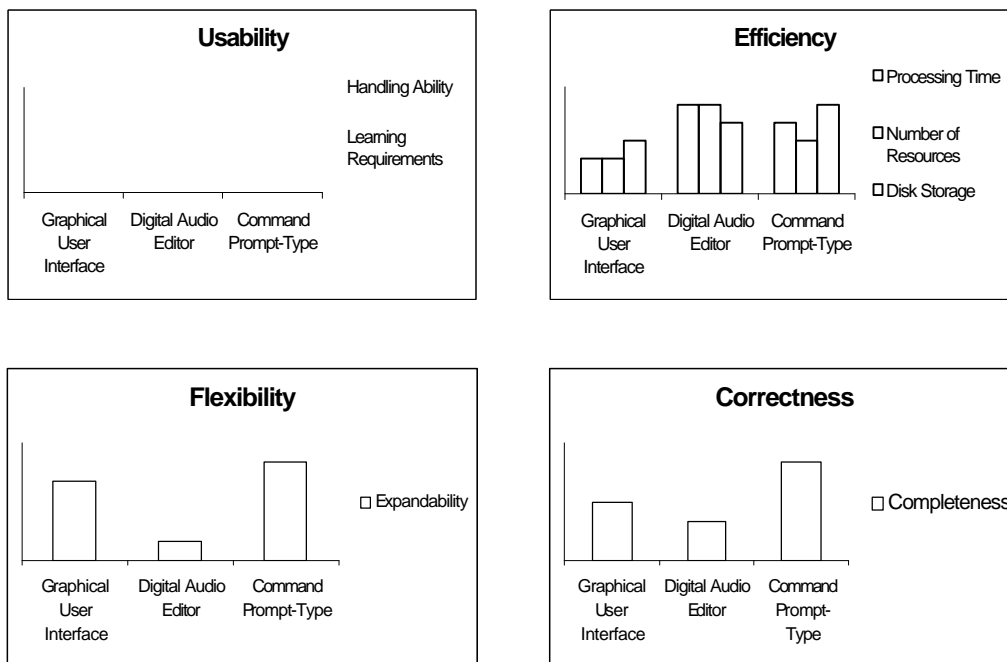 Usability
Handling Ability
Learning
Requirements
Graphical
User
Interface
Digital Audio
Editor
Command
Prompt-Type
Efficiency
Processing Time
Number of
Resources
Disk Storage
Graphical
User
Interface
Digital Audio
Editor
Command
Prompt-Type
Flexibility
Expandability
Graphical
User
Interface
Digital Audio
Editor
Command
Prompt-Type
Correctness
Completeness
Graphical
User
Interface
Digital Audio
Editor
Command
Prompt-
Type